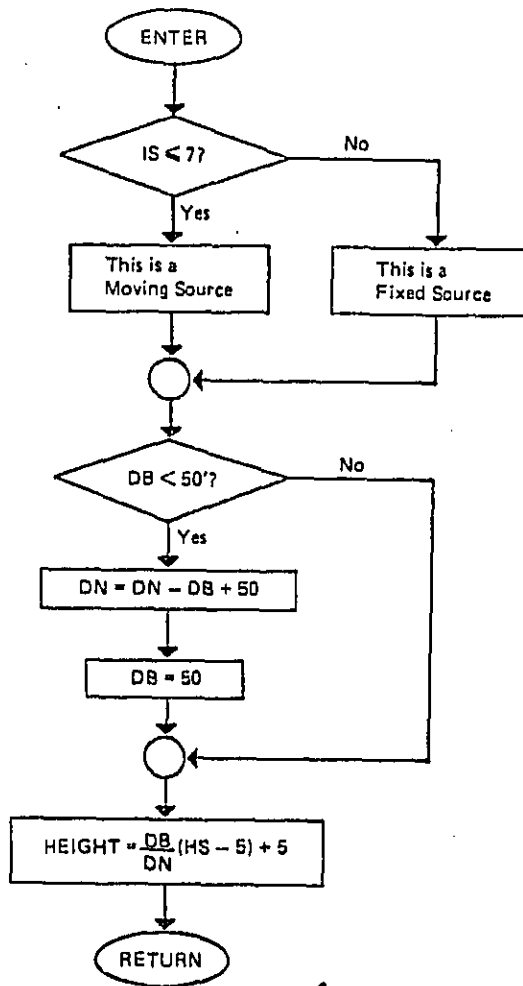 ENTER
IS ≤ 7?
No
Yes
This is a
Moving Source
This is a
Fixed Source
DB < 50'?
No
Yes
DN = DN – DB + 50
DB = 50
HEIGHT = DB/DN (HS – 5) + 5
RETURN